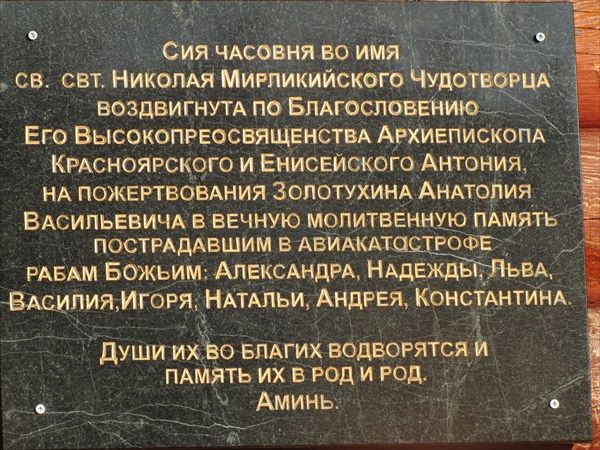 Сия часовня во имя
св. свт. Николая Мирликийского Чудотворца
воздвигнута по Благословению
Его Высокопреосвященства Архиепископа
Красноярского и Енисейского Антония,
на пожертвования Золотухина Анатолия
Васильевича в вечную молитвенную память
пострадавшим в авиакатострофе
рабам Божьим: Александра, Надежды, Льва,
Василия,Игоря, Натальи, Андрея, Константина.
Души их во благих водворятся и
память их в род и род.
Аминь.